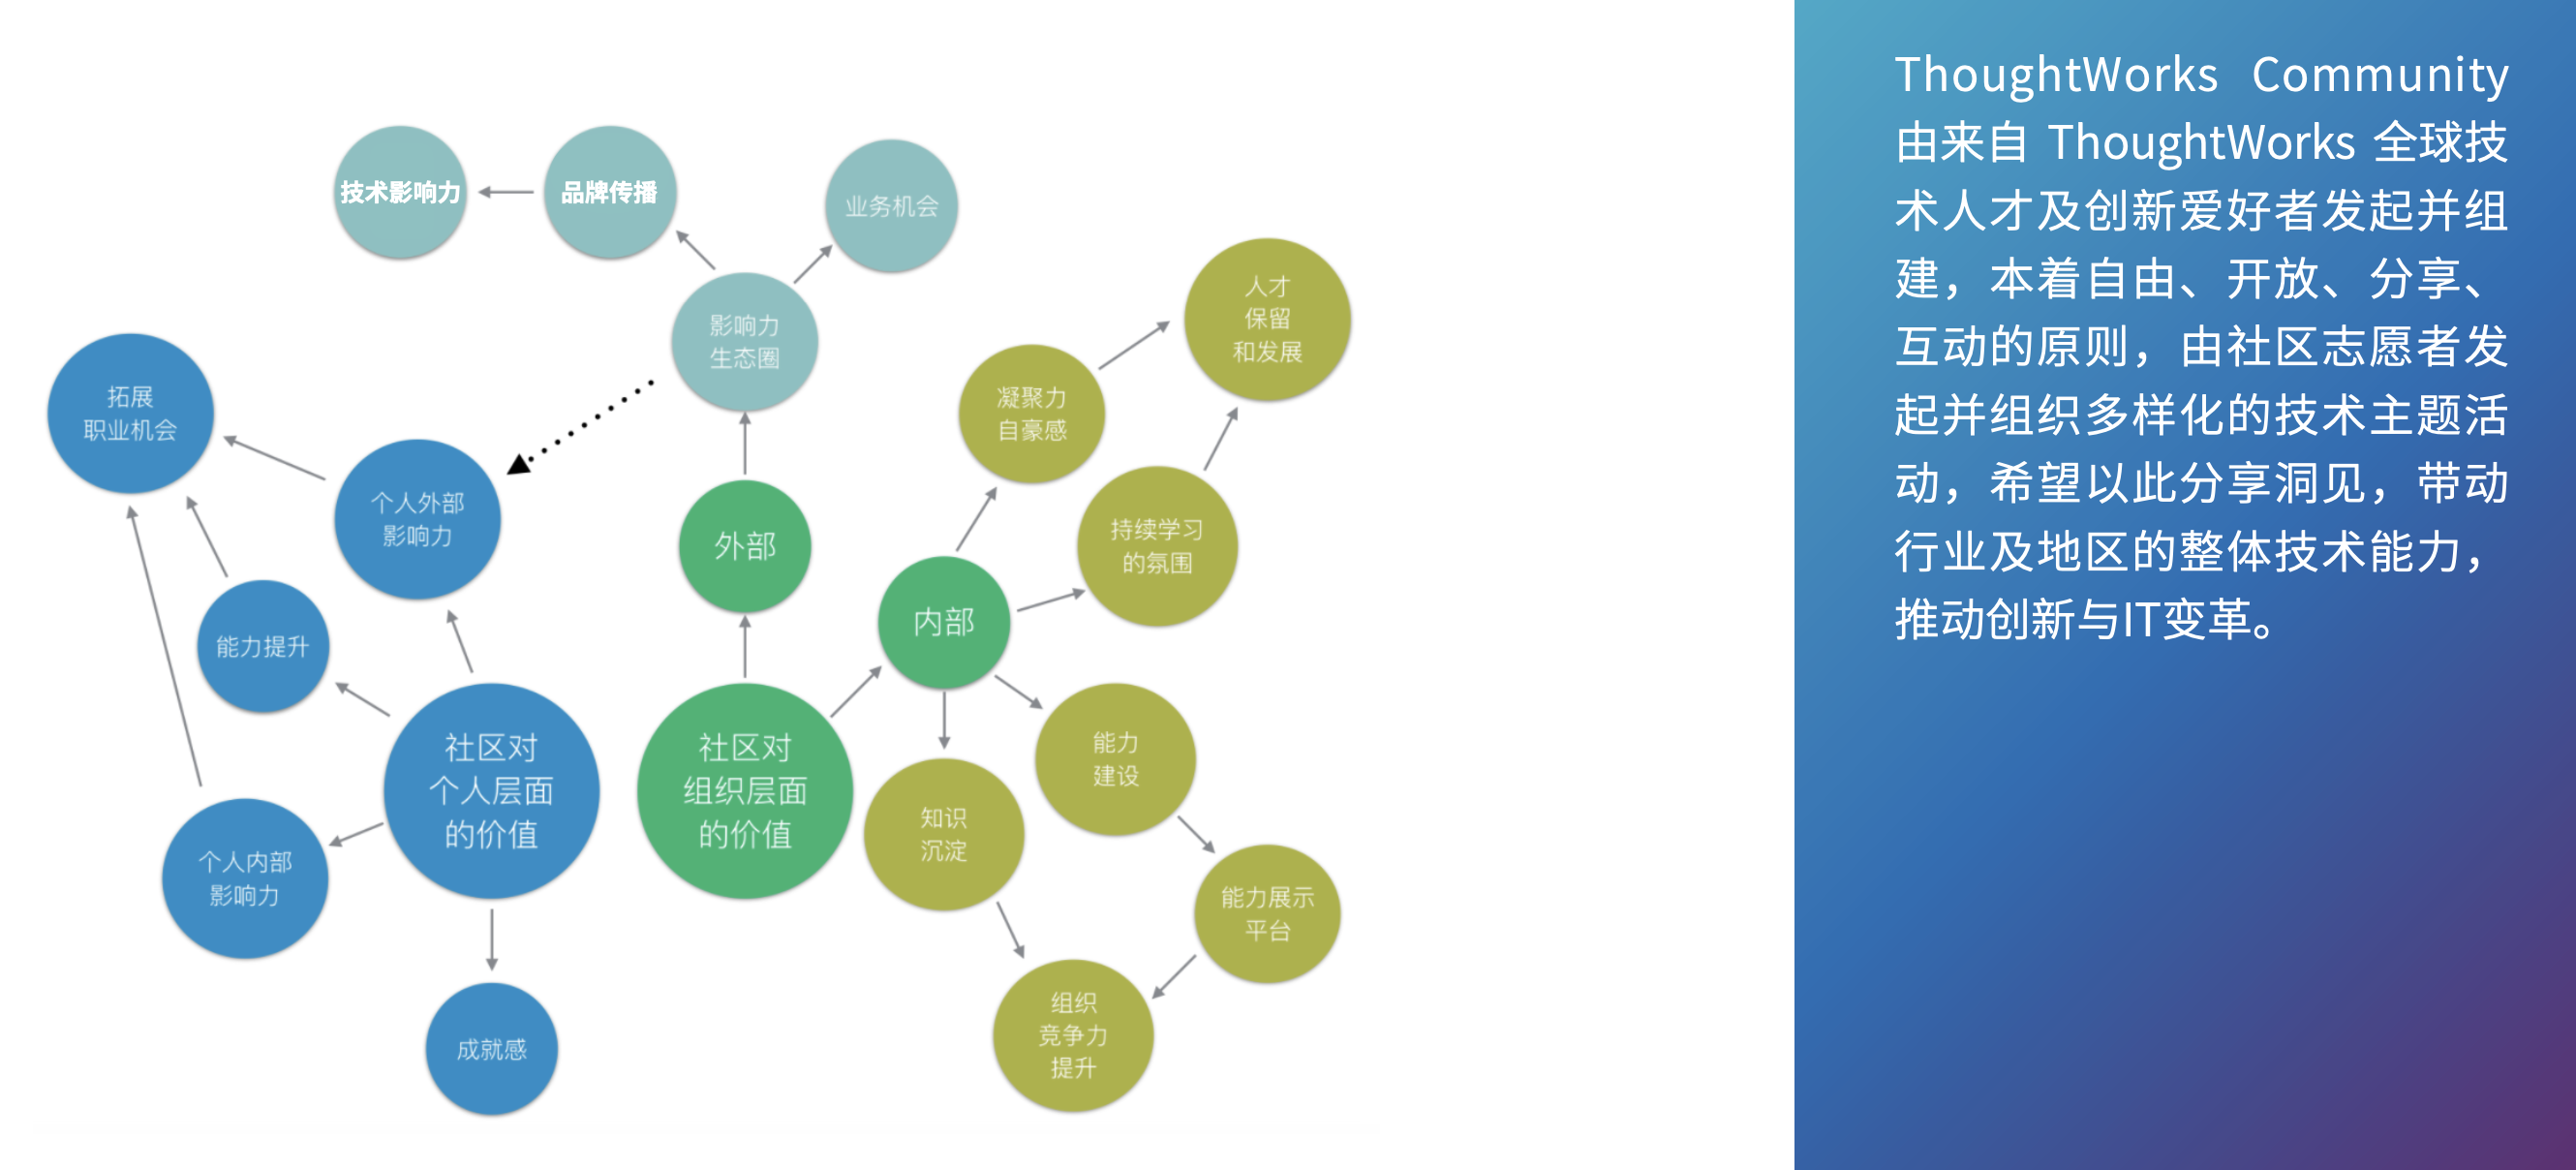 技术影响力
品牌传播
业务机会
影响力
生态圈
人才
保留
和发展
拓展
职业机会
凝聚力
自豪感
个人外部
影响力
外部
持续学习
的氛围
内部
能力提升
社区对
个人层面
的价值
社区对
组织层面
的价值
能力
建设
知识
沉淀
个人内部
影响力
能力展示
平台
成就感
组织
竞争力
提升
ThoughtWorks Community
由来自 ThoughtWorks 全球技
术人才及创新爱好者发起并组
建，本着自由、开放、分享、
互动的原则，由社区志愿者发
起并组织多样化的技术主题活
动，希望以此分享洞见，带动
行业及地区的整体技术能力，
推动创新与IT变革。